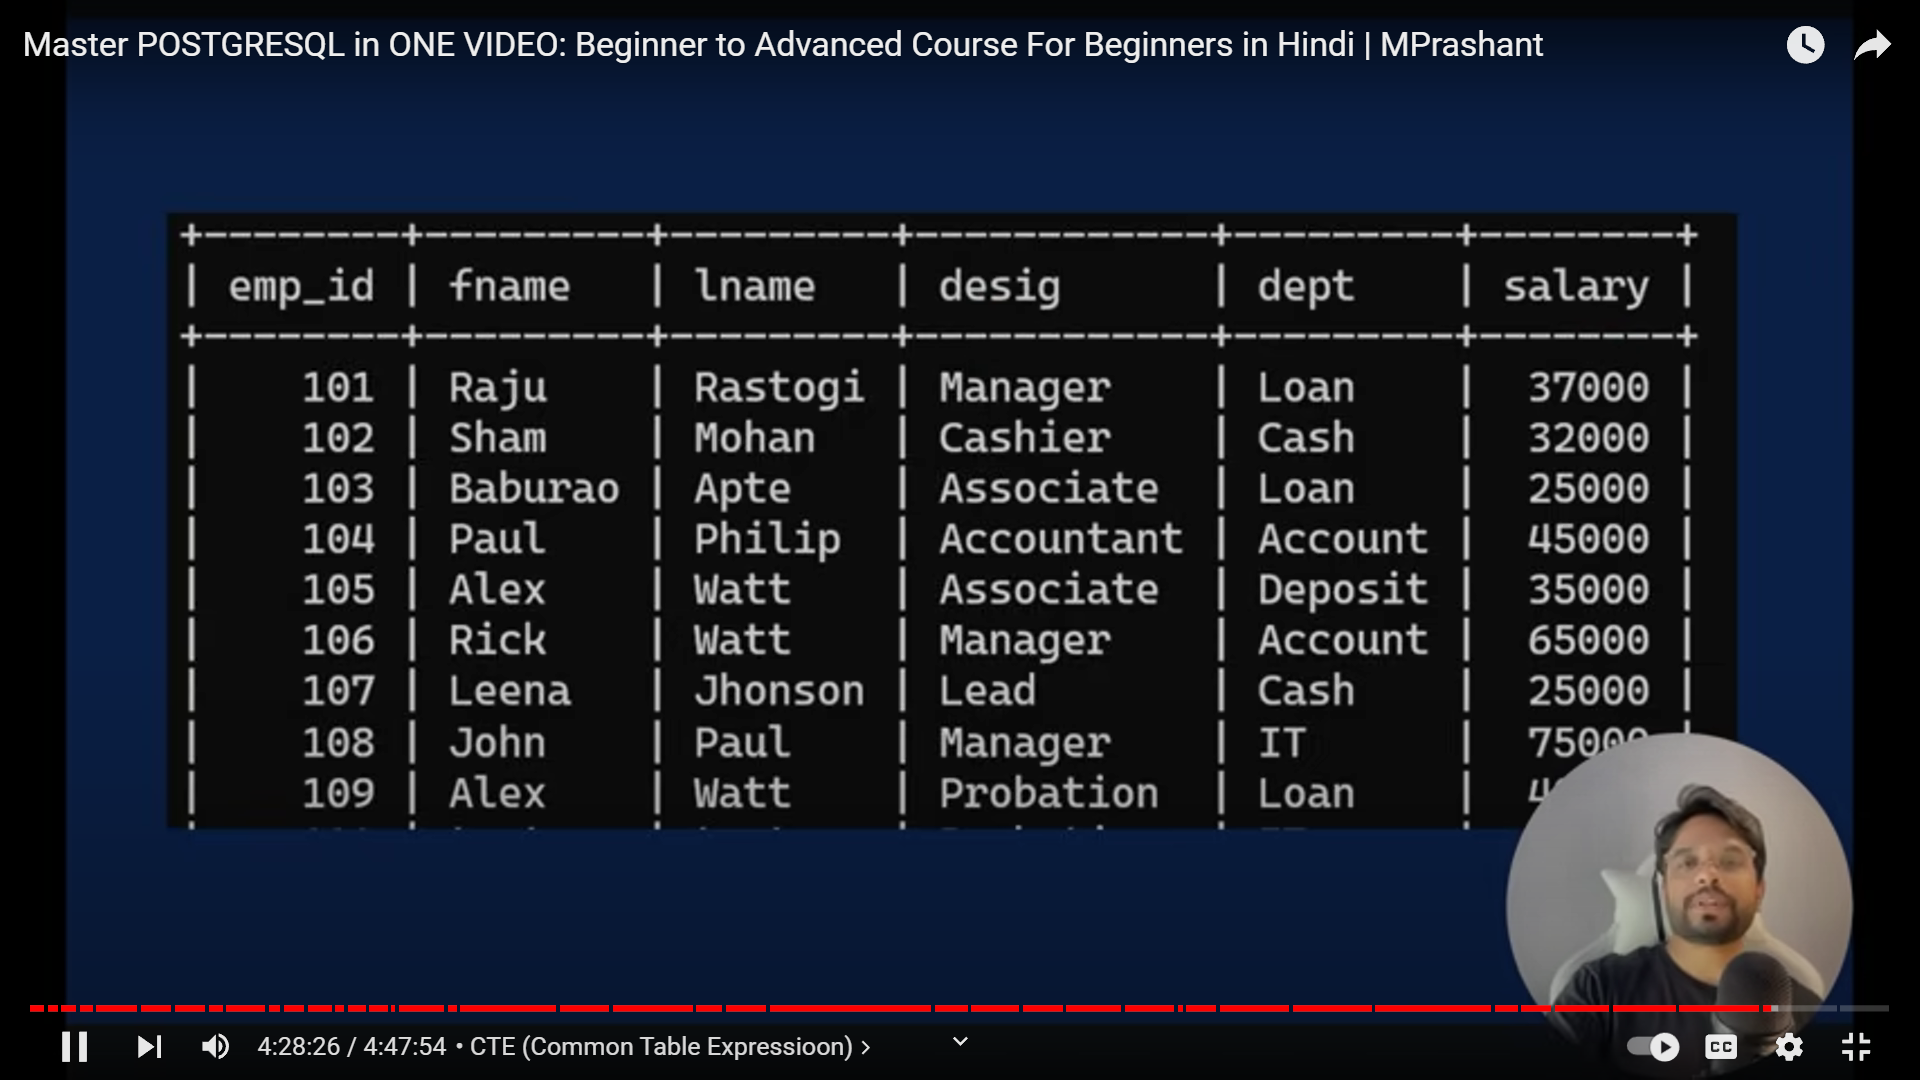 Master POSTGRESQL in ONE VIDEO: Beginner to Advanced Course For Beginners in Hindi | MPrashant
+--------+---------+---------+------------+---------+--------+
| emp_id | fname | lname | desig | dept | salary |
+--------+---------+---------+------------+---------+--------+
| 101 | Raju | Rastogi | Manager | Loan | 37000 |
| 102 | Sham | Mohan | Cashier | Cash | 32000 |
| 103 | Baburao | Apte | Associate | Loan | 25000 |
| 104 | Paul | Philip | Accountant | Account | 45000 |
| 105 | Alex | Watt | Associate | Deposit | 35000 |
| 106 | Rick | Watt | Manager | Account | 65000 |
| 107 | Leena | Jhonson | Lead | Cash | 25000 |
| 108 | John | Paul | Manager | IT | 75000 |
| 109 | Alex | Watt | Probation | Loan |
4:28:26 / 4:47:54 • CTE (Common Table Expressioon) >
CC